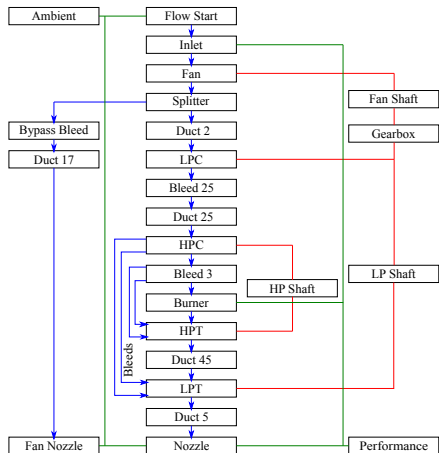 Ambient
Flow Start
Inlet
Fan
Splitter
Fan Shaft
Bypass Bleed
Duct 2
Gearbox
Duct 17
LPC
Bleed 25
Duct 25
HPC
Bleed 3
LP Shaft
HP Shaft
Burner
HPT
Bleeds
Duct 45
LPT
Duct 5
Fan Nozzle
Nozzle
Performance